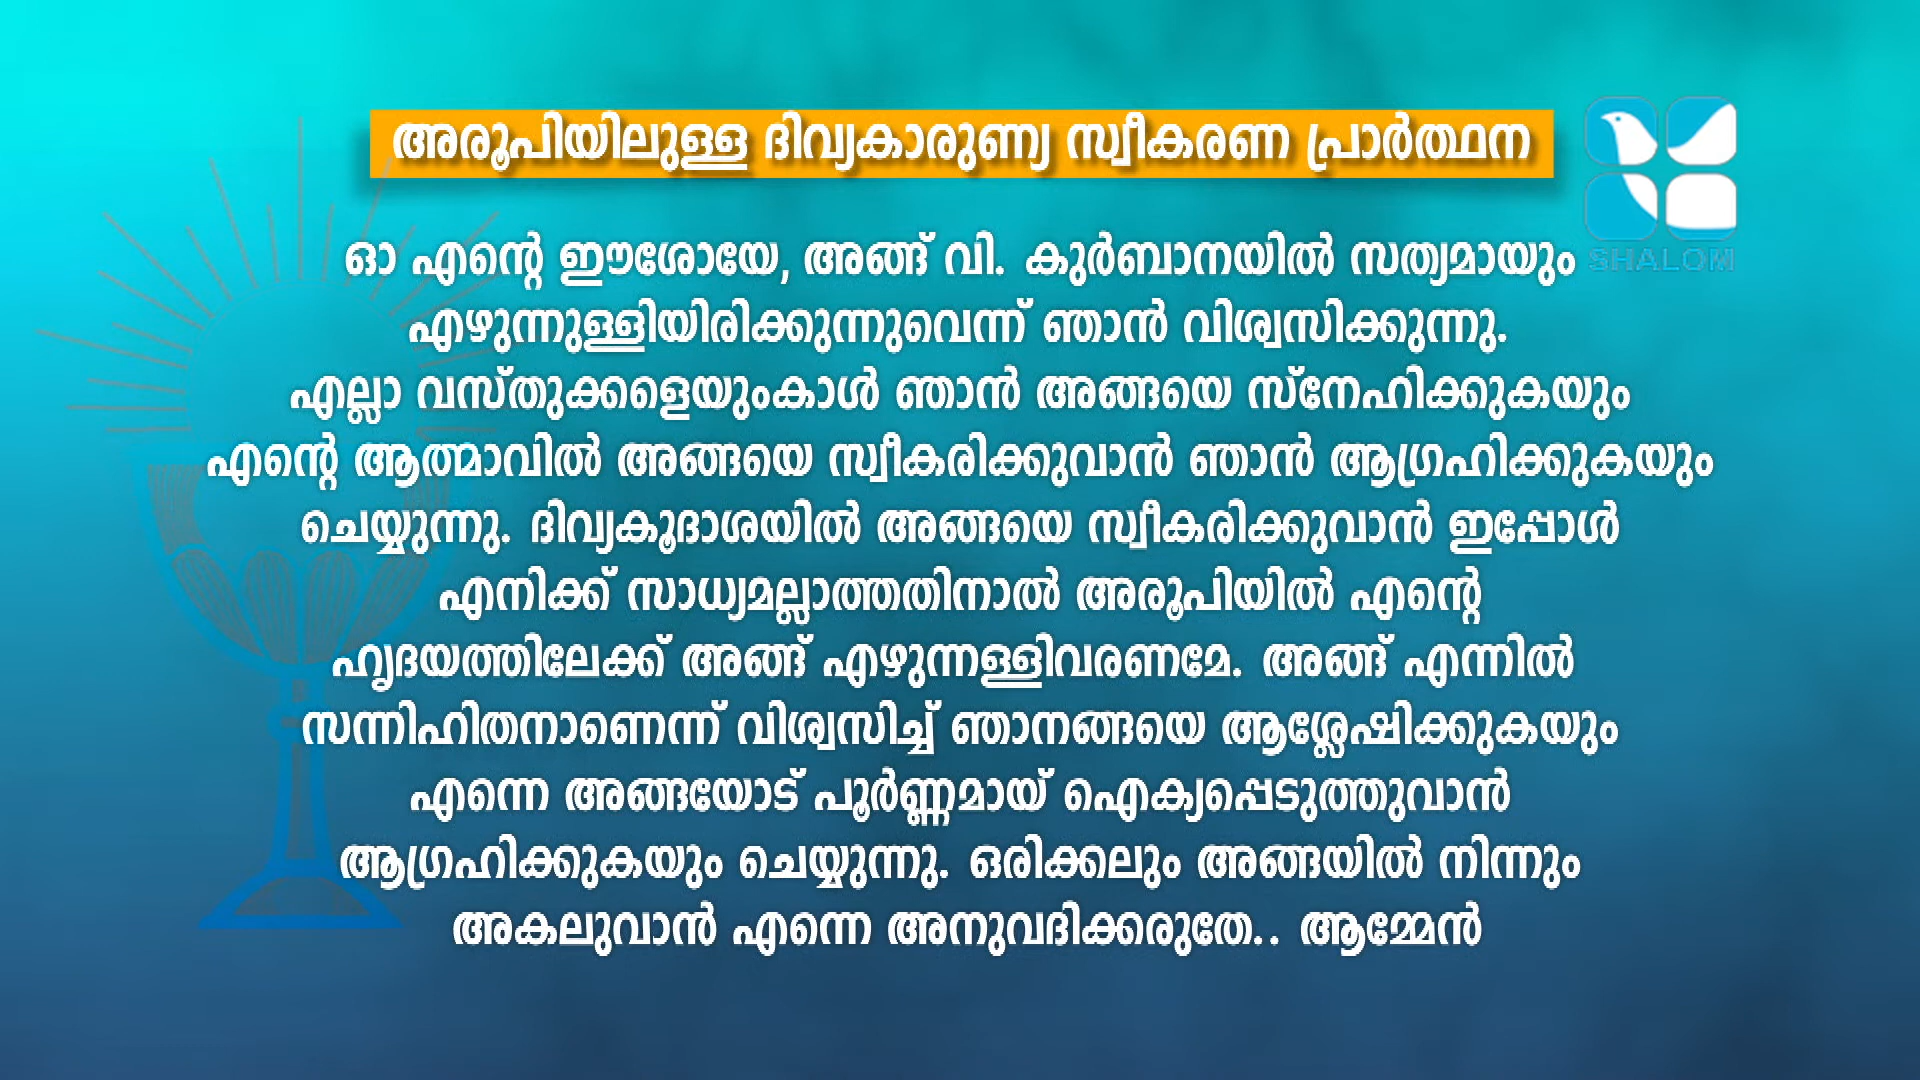 അരൂപിയിലുള്ള ദിവ്യകാരുണ്യ സ്വീകരണ പ്രാർത്ഥന
ഓ എന്റെ ഈശോയേ, അങ്ങ് വി. കുർബാനയിൽ സത്യമായും
SHALOM
എഴുന്നുള്ളിയിരിക്കുന്നുവെന്ന് ഞാൻ വിശ്വസിക്കുന്നു.
എല്ലാ വസ്തുക്കളെയുംകാൾ ഞാൻ അങ്ങയെ സ്നേഹിക്കുകയും
എന്റെ ആത്മാവിൽ അങ്ങയെ സ്വീകരിക്കുവാൻ ഞാൻ ആഗ്രഹിക്കുകയും
ചെയ്യുന്നു. ദിവ്യകൂദാശയിൽ അങ്ങയെ സ്വീകരിക്കുവാൻ ഇപ്പോൾ
എനിക്ക് സാധ്യമല്ലാത്തതിനാൽ അരൂപിയിൽ എന്റെ
ഹൃദയത്തിലേക്ക് അങ്ങ് എഴുന്നള്ളിവരണമേ. അങ്ങ് എന്നിൽ
സന്നിഹിതനാണെന്ന് വിശ്വസിച്ച് ഞാനങ്ങയെ ആശ്ലേഷിക്കുകയും
എന്നെ അങ്ങയോട് പൂർണ്ണമായ് ഐക്യപ്പെടുത്തുവാൻ
ആഗ്രഹിക്കുകയും ചെയ്യുന്നു. ഒരിക്കലും അങ്ങയിൽ നിന്നും
അകലുവാൻ എന്നെ അനുവദിക്കരുതേ.. ആമ്മേൻ